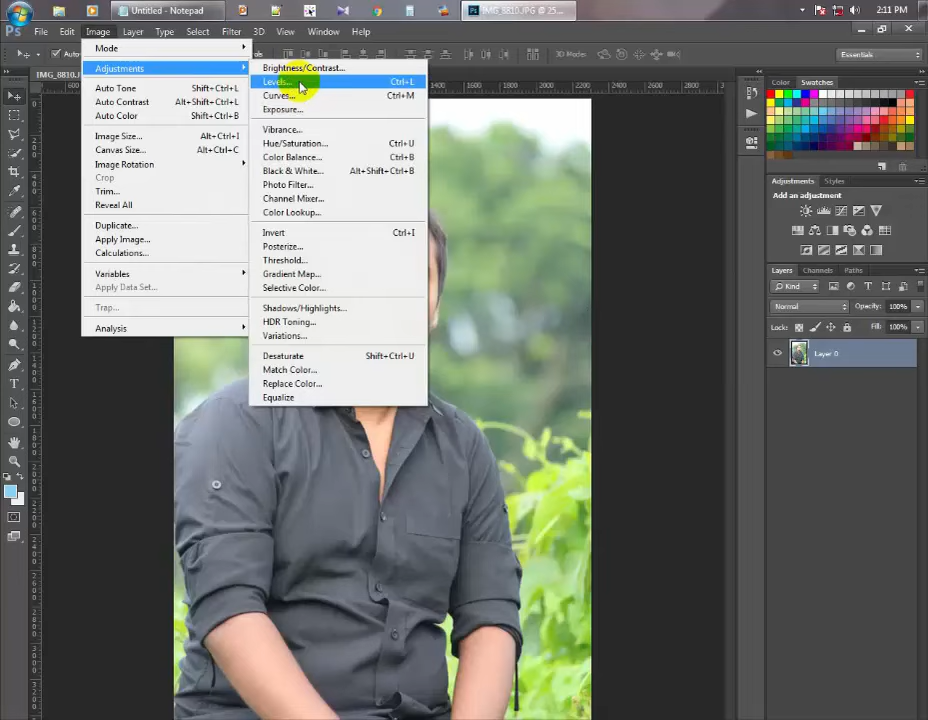 Untitled - Notepad
IMG_8810.JPG @ 25...
2:11 PM
Ps
File Edit Image Layer Type Select Filter 3D View Window Help
3D Modes:
Essentials
Mode
Adjustments
Auto Tone Shift+Ctrl+L
Auto Contrast Alt+Shift+Ctrl+L
Auto Color Shift+Ctrl+B
Image Size... Alt+Ctrl+I
Canvas Size... Alt+Ctrl+C
Image Rotation
Crop
Trim...
Reveal All
Duplicate...
Apply Image...
Calculations...
Variables
Apply Data Set...
Trap...
Analysis
Brightness/Contrast...
Levels... Ctrl+L
Curves... Ctrl+M
Exposure...
Vibrance...
Hue/Saturation... Ctrl+U
Color Balance... Ctrl+B
Black & White... Alt+Shift+Ctrl+B
Photo Filter...
Channel Mixer...
Color Lookup...
Invert Ctrl+I
Posterize...
Threshold...
Gradient Map...
Selective Color...
Shadows/Highlights...
HDR Toning...
Variations...
Desaturate Shift+Ctrl+U
Match Color...
Replace Color...
Equalize
Color Swatches
Adjustments Styles
Add an adjustment
Layers Channels Paths
Kind
Normal Opacity: 100%
Lock: Fill: 100%
Layer 0